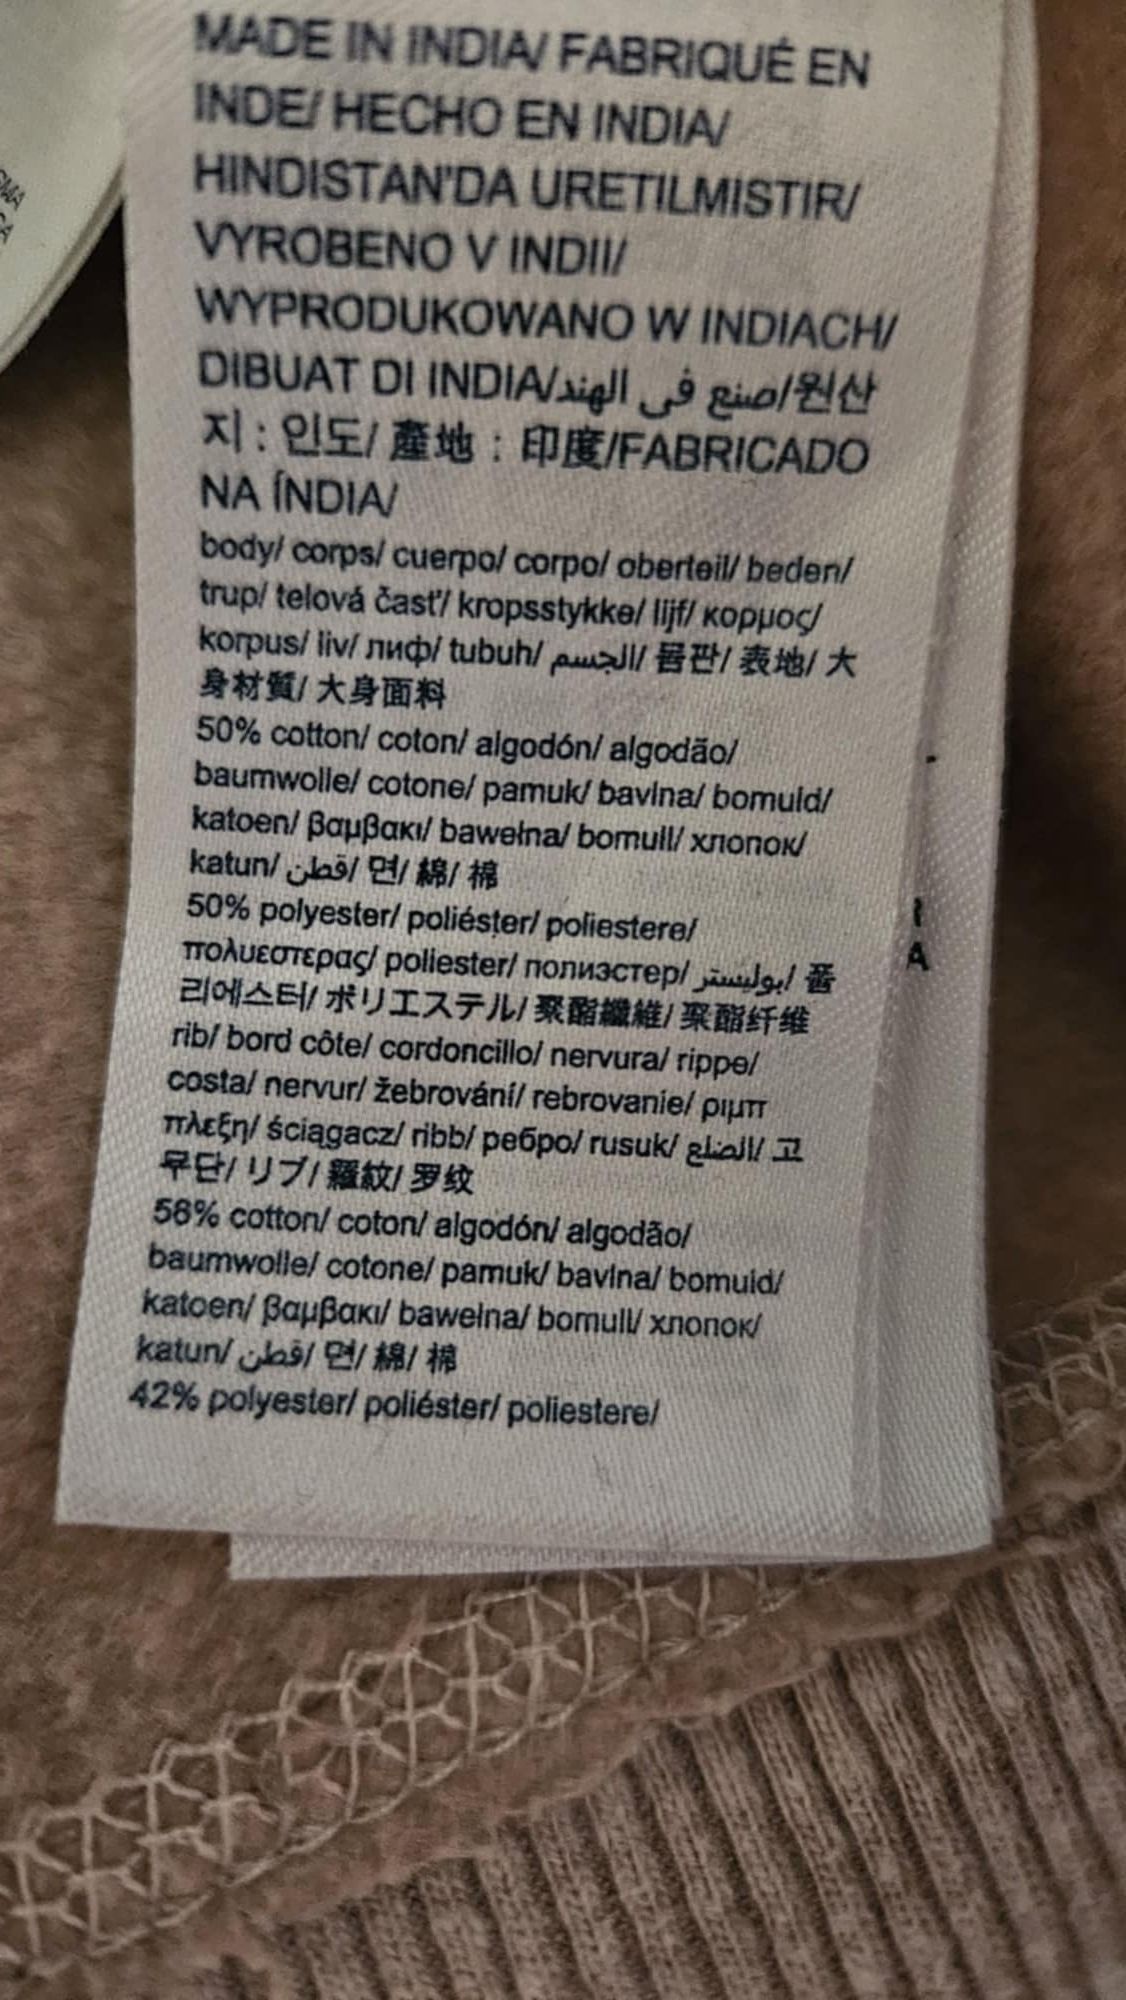 MADE IN INDIA/ FABRIQUÉ EN
INDE/ HECHO EN INDIA/
HINDISTAN'DA URETILMISTIR/
VYROBENO V INDII/
WYPRODUKOWANO W INDIACH/
DIBUAT DI INDIA/صنع في الهند/원산
지 : 인도/ 產地 : 印度/FABRICADO
NA ÍNDIA/
body/ corps/ cuerpo/ corpo/ oberteil/ beden/
trup/ telová časť/ kropsstykke/ lijf/ κορμος/
korpus/ liv/ лиф/ tubuh/ الجسم/ 몸판/ 表地/ 大
身材質/ 大身面料
50% cotton/ coton/ algodón/ algodão/
baumwolle/ cotone/ pamuk/ bavlna/ bomuld/
katoen/ βαμβακι/ bawełna/ bomull/ хлопок/
katun/ قطن/ 면/ 綿/ 棉
50% polyester/ poliéster/ poliestere/
πολυεστερας/ poliester/ полиэстер/ بوليستر/ 폴
리에스터/ ポリエステル/ 聚酯纖維/ 聚酯纤维
rib/ bord côte/ cordoncillo/ nervura/ rippe/
costa/ nervur/ žebrování/ rebrovanie/ ριμπ
πλεξη/ ściągacz/ ribb/ ребро/ rusuk/ الضلع/ 고
무단/ リブ/ 羅紋/ 罗纹
58% cotton/ coton/ algodón/ algodão/
baumwolle/ cotone/ pamuk/ bavlna/ bomuld/
katoen/ βαμβακι/ bawełna/ bomull/ хлопок/
katun/ قطن/ 면/ 綿/ 棉
42% polyester/ poliéster/ poliestere/